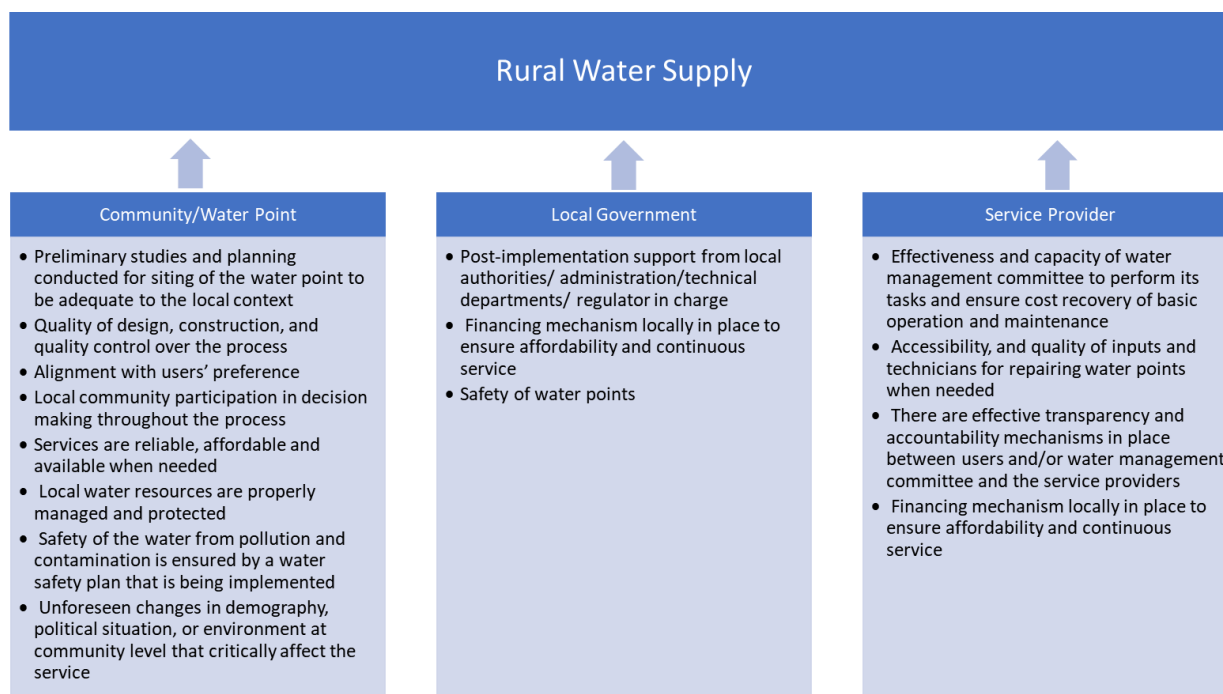 Rural Water Supply
Community/Water Point
• Preliminary studies and planning
conducted for siting of the water point to
be adequate to the local context
• Quality of design, construction, and
quality control over the process
• Alignment with users’ preference
• Local community participation in decision
making throughout the process
• Services are reliable, affordable and
available when needed
• Local water resources are properly
managed and protected
• Safety of the water from pollution and
contamination is ensured by a water
safety plan that is being implemented
• Unforeseen changes in demography,
political situation, or environment at
community level that critically affect the
service
Local Government
• Post-implementation support from local
authorities/ administration/technical
departments/ regulator in charge
• Financing mechanism locally in place to
ensure affordability and continuous
service
• Safety of water points
Service Provider
• Effectiveness and capacity of water
management committee to perform its
tasks and ensure cost recovery of basic
operation and maintenance
• Accessibility, and quality of inputs and
technicians for repairing water points
when needed
• There are effective transparency and
accountability mechanisms in place
between users and/or water management
committee and the service providers
• Financing mechanism locally in place to
ensure affordability and continuous
service